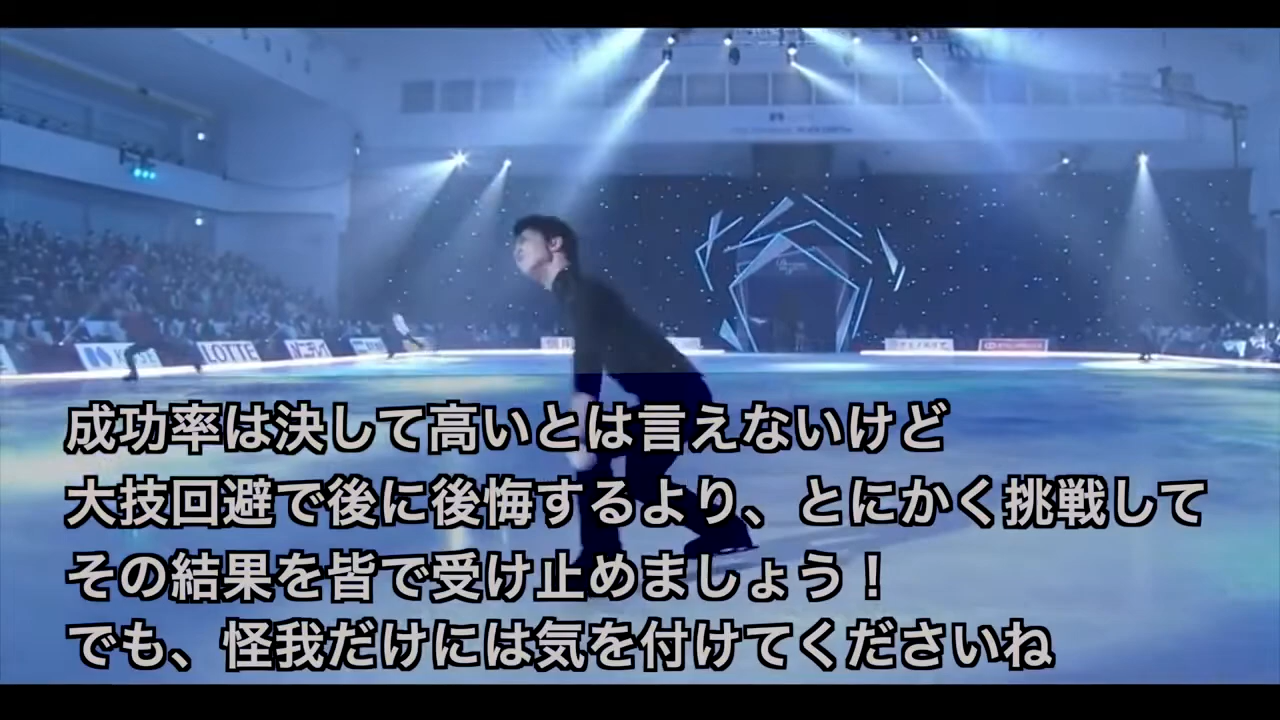 LOTTE
成功率は決して高いとは言えないけど
大技回避で後に後悔するより、とにかく挑戦して
その結果を皆で受け止めましょう！
でも、怪我だけには気を付けてくださいね